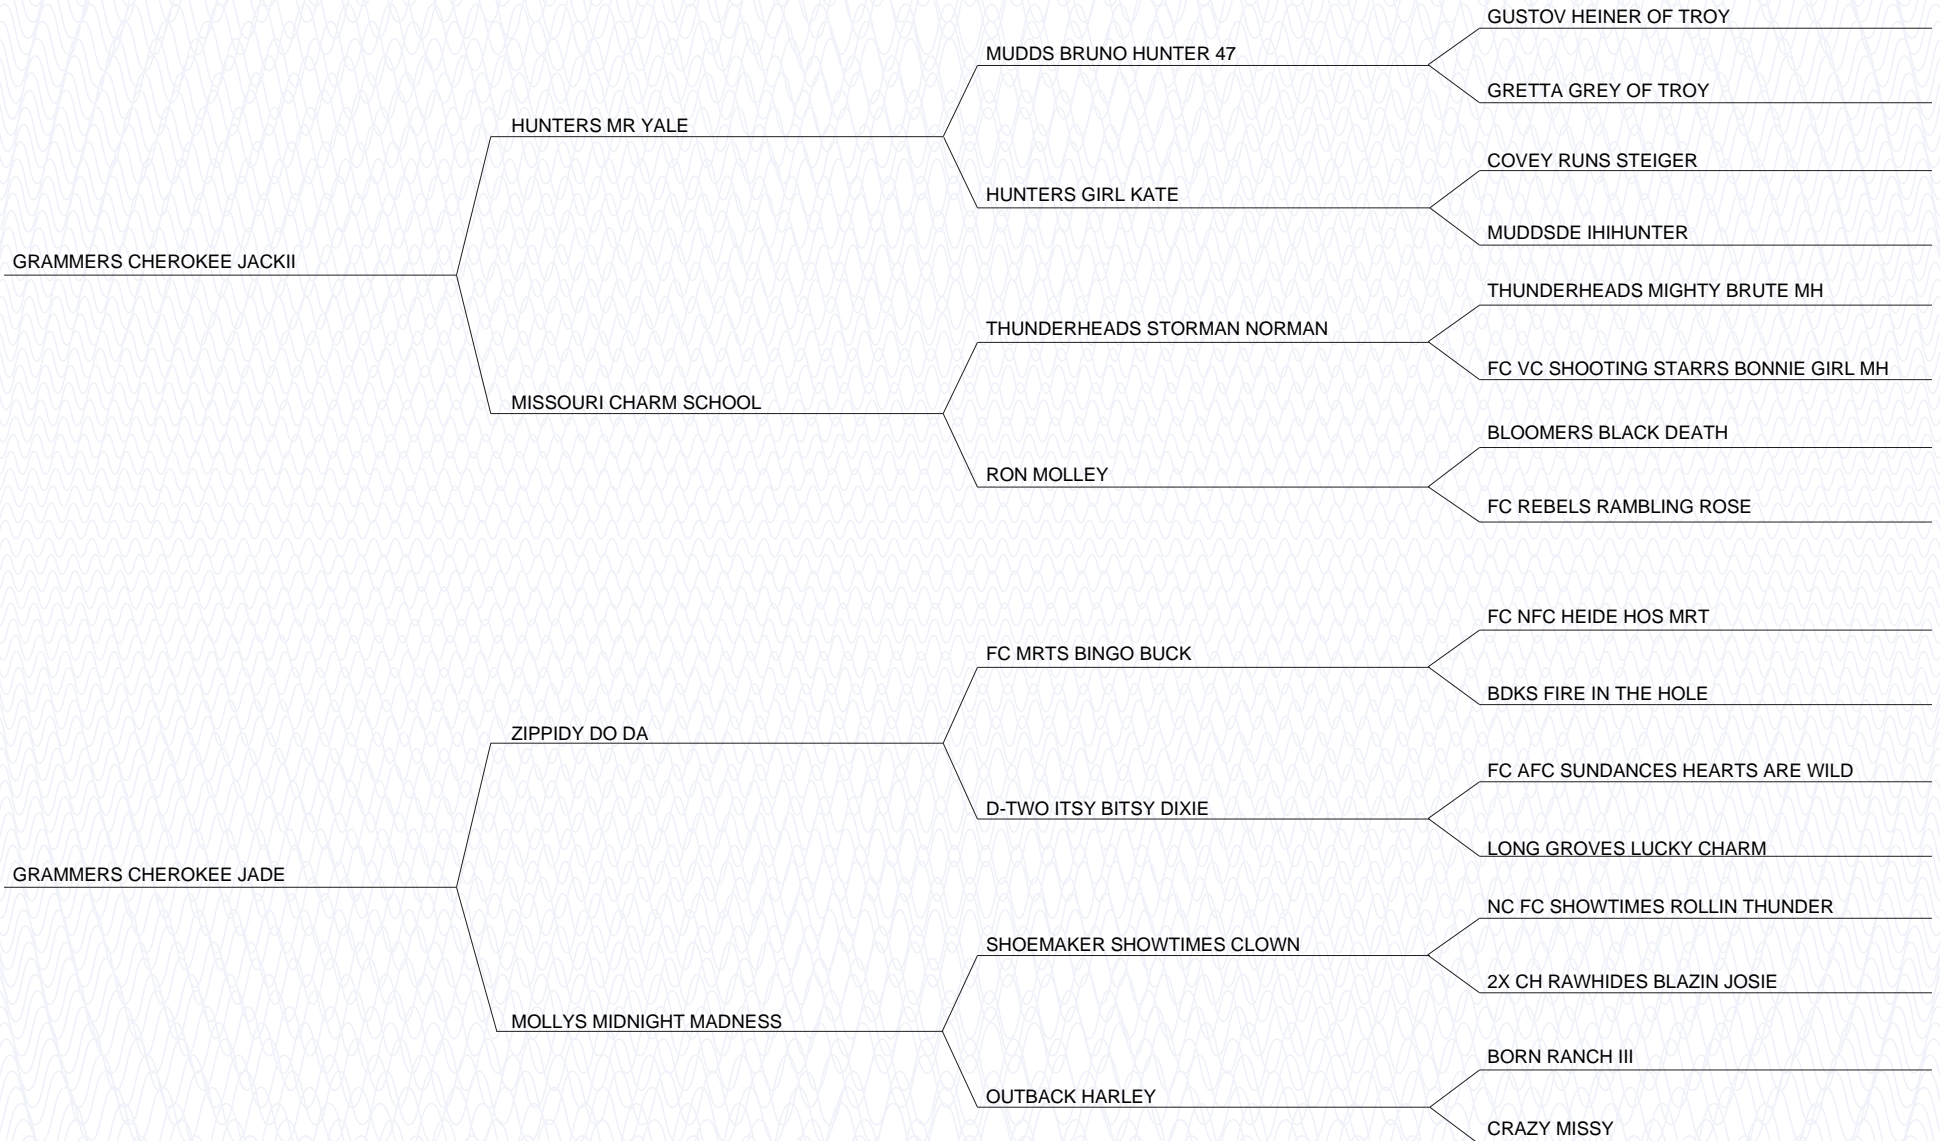 GUSTOV HEINER OF TROY
MUDDS BRUNO HUNTER 47
GRETTA GREY OF TROY
HUNTERS MR YALE
COVEY RUNS STEIGER
HUNTERS GIRL KATE
MUDDSDE IHIHUNTER
GRAMMERS CHEROKEE JACKII
THUNDERHEADS MIGHTY BRUTE MH
THUNDERHEADS STORMAN NORMAN
FC VC SHOOTING STARRS BONNIE GIRL MH
MISSOURI CHARM SCHOOL
BLOOMERS BLACK DEATH
RON MOLLEY
FC REBELS RAMBLING ROSE
FC NFC HEIDE HOS MRT
FC MRTS BINGO BUCK
BDKS FIRE IN THE HOLE
ZIPPIDY DO DA
FC AFC SUNDANCES HEARTS ARE WILD
D-TWO ITSY BITSY DIXIE
LONG GROVES LUCKY CHARM
GRAMMERS CHEROKEE JADE
NC FC SHOWTIMES ROLLIN THUNDER
SHOEMAKER SHOWTIMES CLOWN
2X CH RAWHIDES BLAZIN JOSIE
MOLLYS MIDNIGHT MADNESS
BORN RANCH III
OUTBACK HARLEY
CRAZY MISSY